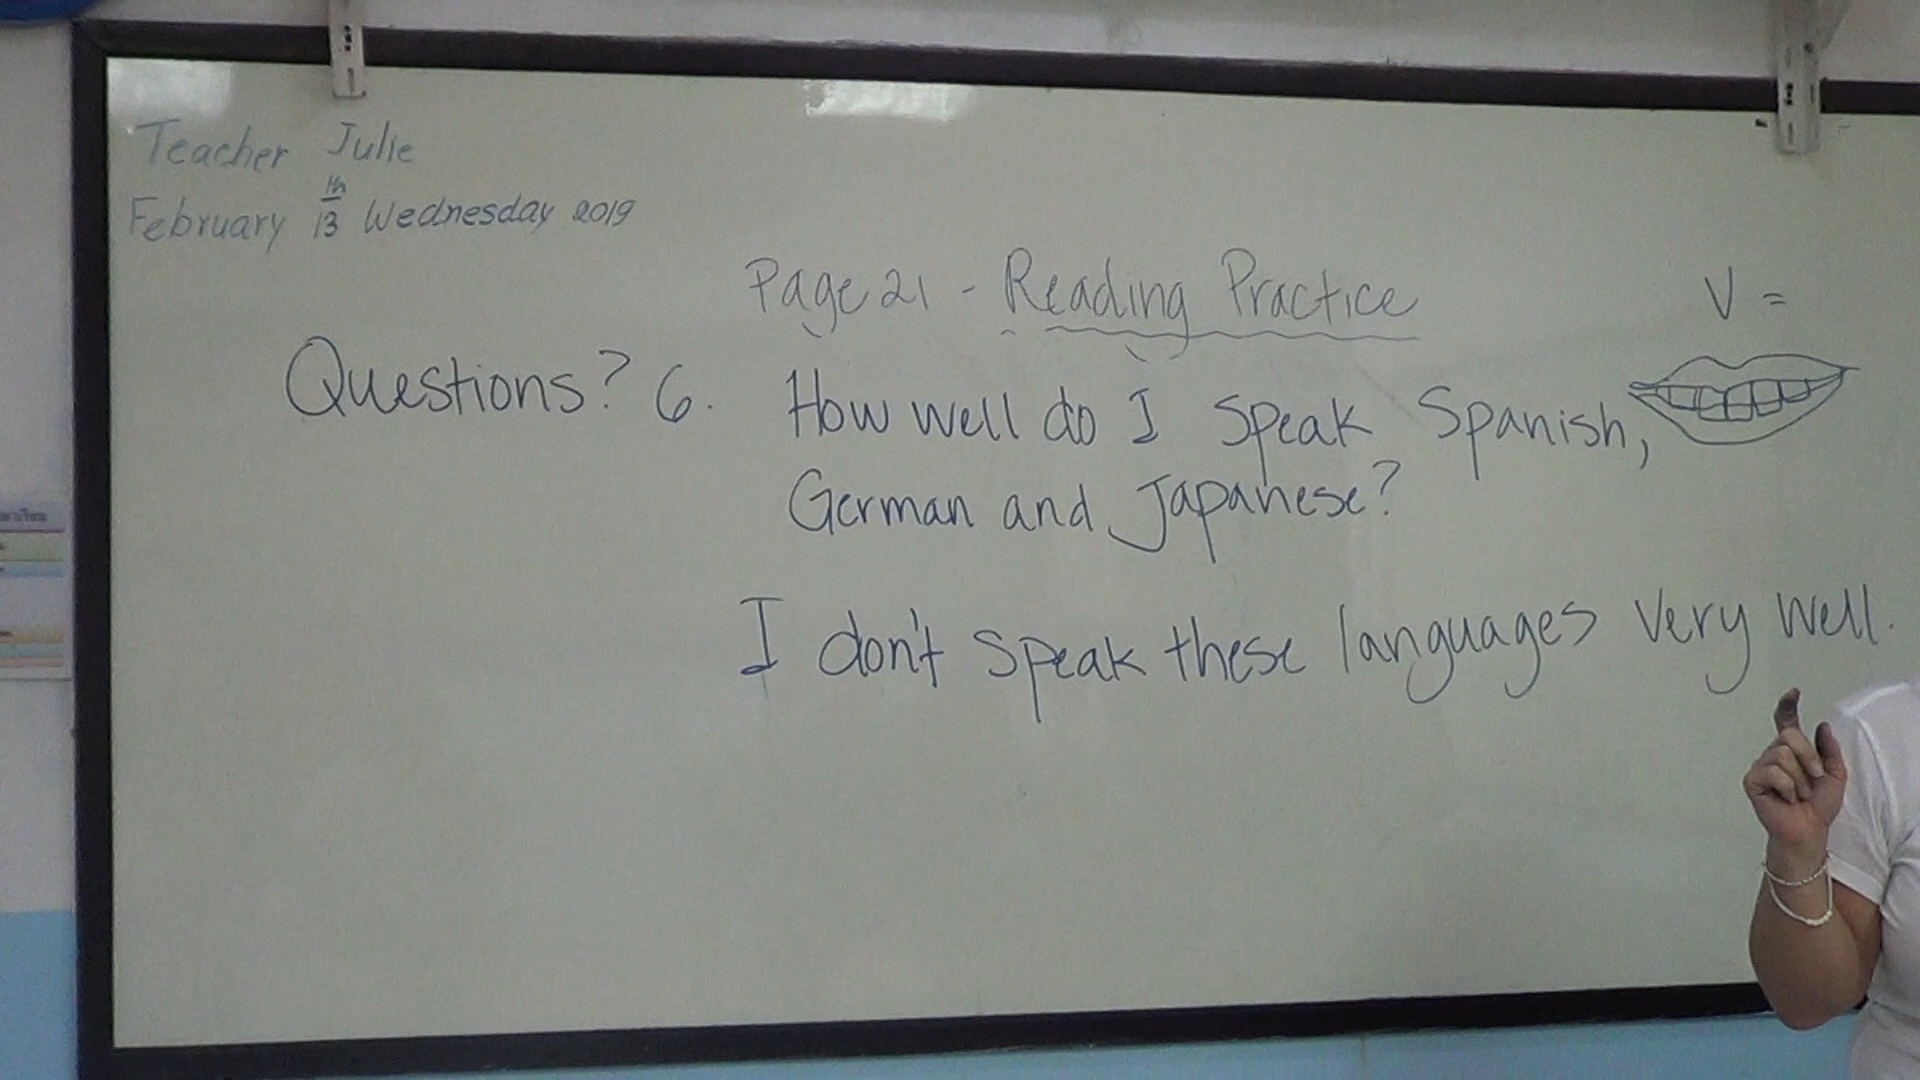 Teacher Julie
February 13th Wednesday 2019
Page 21 - Reading Practice
V =
Questions? 6. How well do I speak Spanish,
German and Japanese?
I don't speak these languages very well.